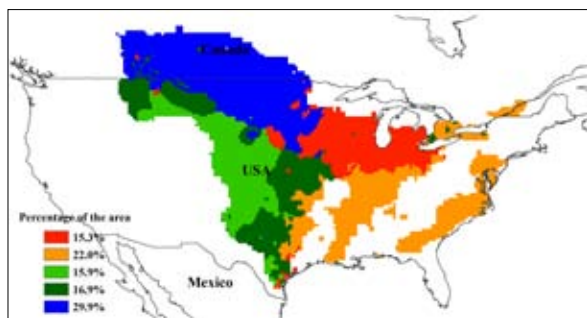 Canada
USA
Percentage of the area
15.3%
22.0%
15.9%
16.9%
29.9%
Mexico